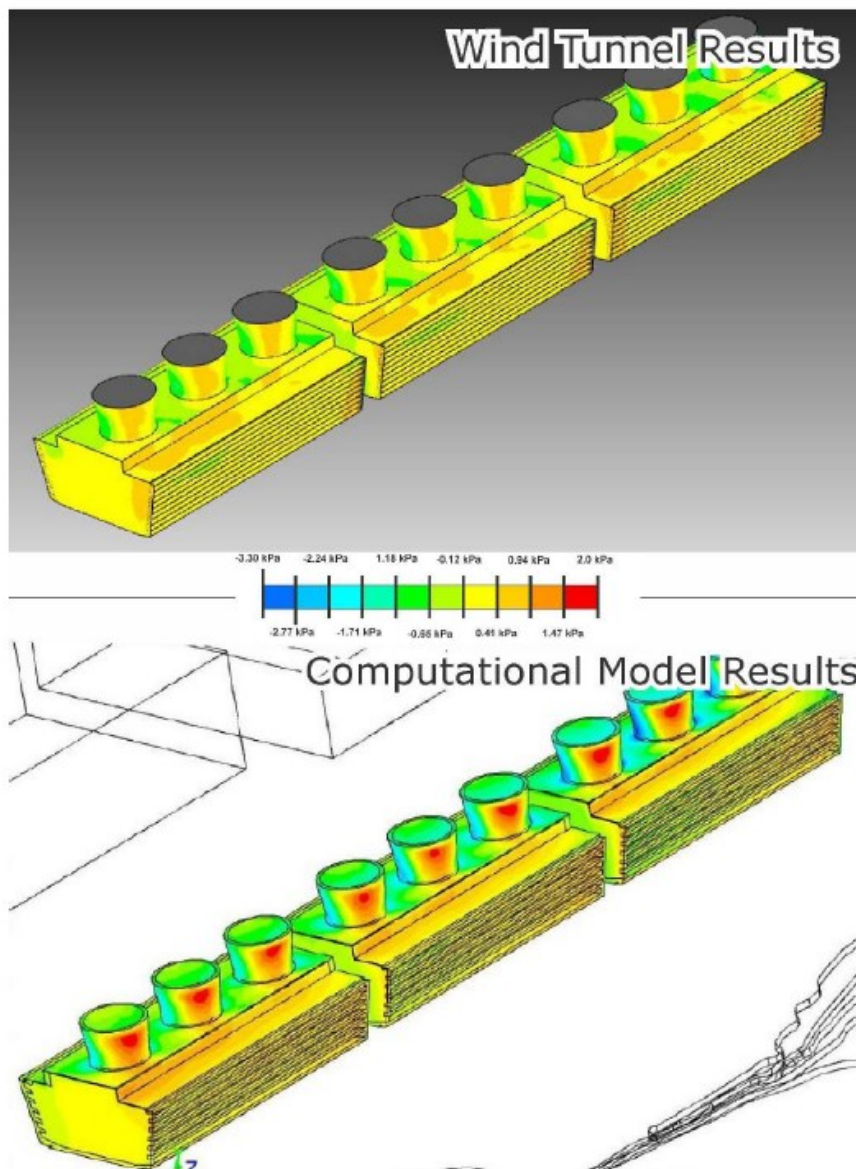 Wind Tunnel Results
-3.30 kPa -2.24 kPa 1.18 kPa -0.12 kPa 0.94 kPa 2.0 kPa
-2.77 kPa -1.71 kPa -0.65 kPa 0.41 kPa 1.47 kPa
Computational Model Results
Z